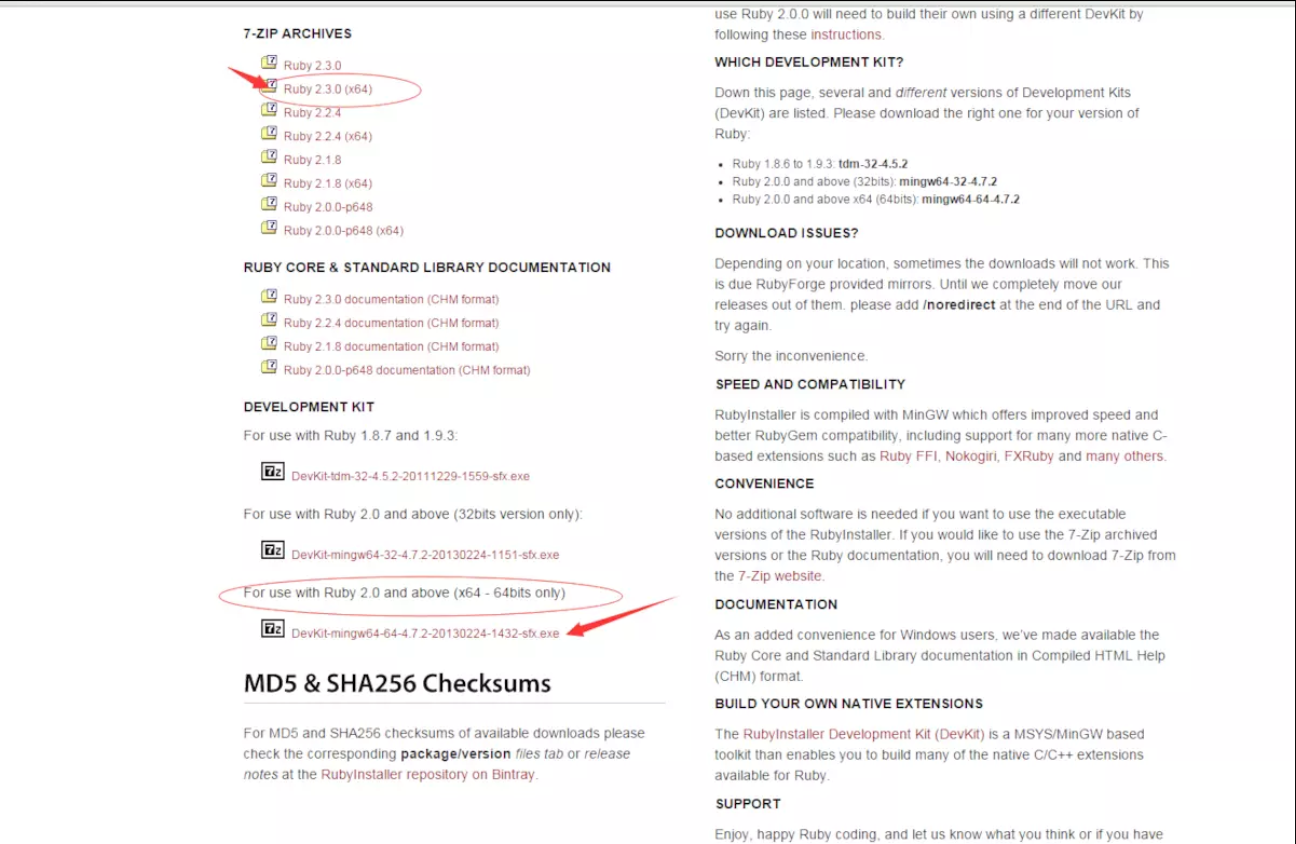 7-ZIP ARCHIVES
Ruby 2.3.0
Ruby 2.3.0 (x64)
Ruby 2.2.4
Ruby 2.2.4 (x64)
Ruby 2.1.8
Ruby 2.1.8 (x64)
Ruby 2.0.0-p648
Ruby 2.0.0-p648 (x64)
RUBY CORE & STANDARD LIBRARY DOCUMENTATION
Ruby 2.3.0 documentation (CHM format)
Ruby 2.2.4 documentation (CHM format)
Ruby 2.1.8 documentation (CHM format)
Ruby 2.0.0-p648 documentation (CHM format)
DEVELOPMENT KIT
For use with Ruby 1.8.7 and 1.9.3:
7z DevKit-tdm-32-4.5.2-20111229-1559-sfx.exe
For use with Ruby 2.0 and above (32bits version only):
7z DevKit-mingw64-32-4.7.2-20130224-1151-sfx.exe
For use with Ruby 2.0 and above (x64 - 64bits only)
7z DevKit-mingw64-64-4.7.2-20130224-1432-sfx.exe
MD5 & SHA256 Checksums
For MD5 and SHA256 checksums of available downloads please
check the corresponding package/version files tab or release
notes at the RubyInstaller repository on Bintray.
use Ruby 2.0.0 will need to build their own using a different DevKit by
following these instructions.
WHICH DEVELOPMENT KIT?
Down this page, several and different versions of Development Kits
(DevKit) are listed. Please download the right one for your version of
Ruby:
• Ruby 1.8.6 to 1.9.3: tdm-32-4.5.2
• Ruby 2.0.0 and above (32bits): mingw64-32-4.7.2
• Ruby 2.0.0 and above x64 (64bits): mingw64-64-4.7.2
DOWNLOAD ISSUES?
Depending on your location, sometimes the downloads will not work. This
is due RubyForge provided mirrors. Until we completely move our
releases out of them. please add /noredirect at the end of the URL and
try again.
Sorry the inconvenience.
SPEED AND COMPATIBILITY
RubyInstaller is compiled with MinGW which offers improved speed and
better RubyGem compatibility, including support for many more native C-
based extensions such as Ruby FFI, Nokogiri, FXRuby and many others.
CONVENIENCE
No additional software is needed if you want to use the executable
versions of the RubyInstaller. If you would like to use the 7-Zip archived
versions or the Ruby documentation, you will need to download 7-Zip from
the 7-Zip website.
DOCUMENTATION
As an added convenience for Windows users, we've made available the
Ruby Core and Standard Library documentation in Compiled HTML Help
(CHM) format.
BUILD YOUR OWN NATIVE EXTENSIONS
The RubyInstaller Development Kit (DevKit) is a MSYS/MinGW based
toolkit than enables you to build many of the native C/C++ extensions
available for Ruby.
SUPPORT
Enjoy, happy Ruby coding, and let us know what you think or if you have